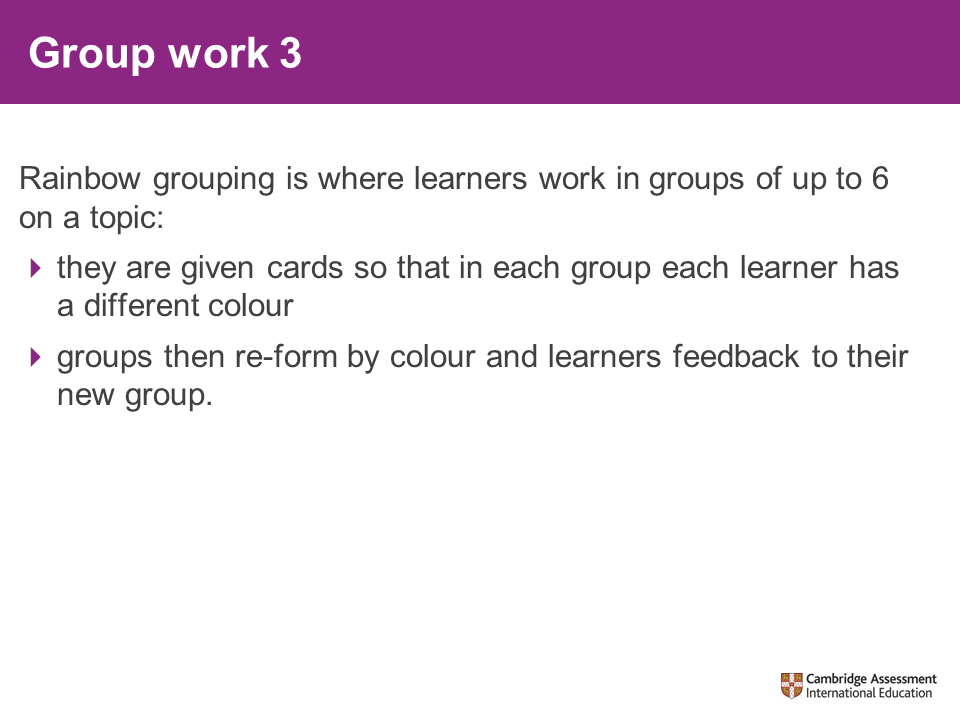 Group work 3
Rainbow grouping is where learners work in groups of up to 6
on a topic:
they are given cards so that in each group each learner has
a different colour
groups then re-form by colour and learners feedback to their
new group.
Cambridge Assessment
International Education